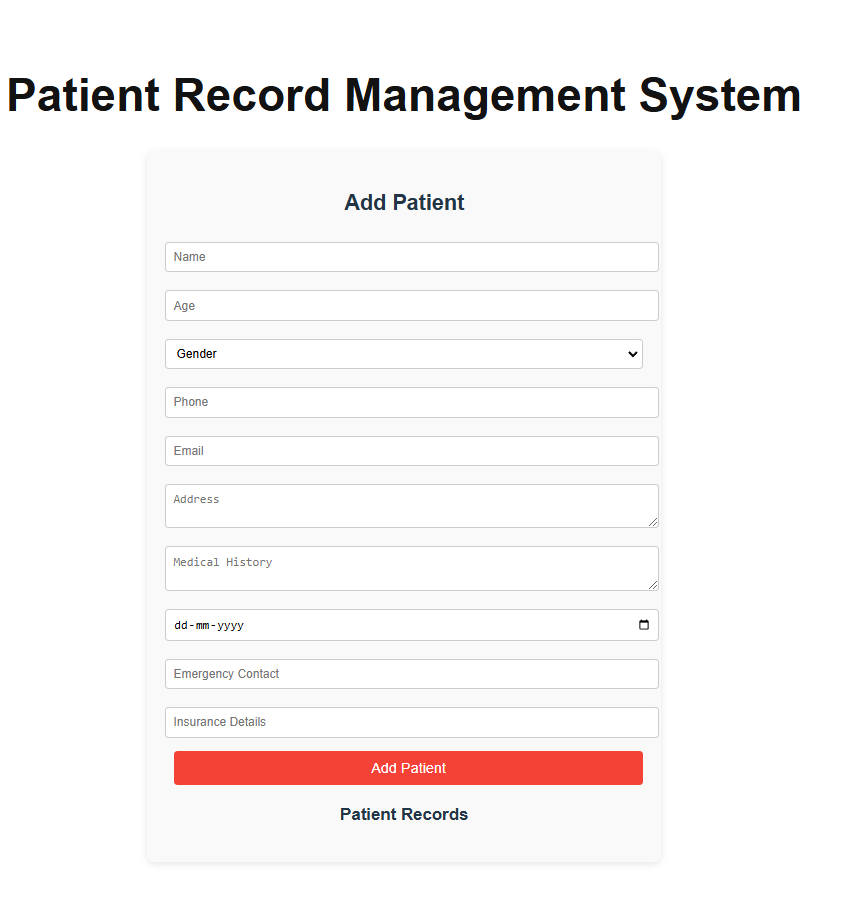 Patient Record Management System
Add Patient
Name
Age
Gender
Phone
Email
Address
Medical History
dd-mm-yyyy
Emergency Contact
Insurance Details
Add Patient
Patient Records